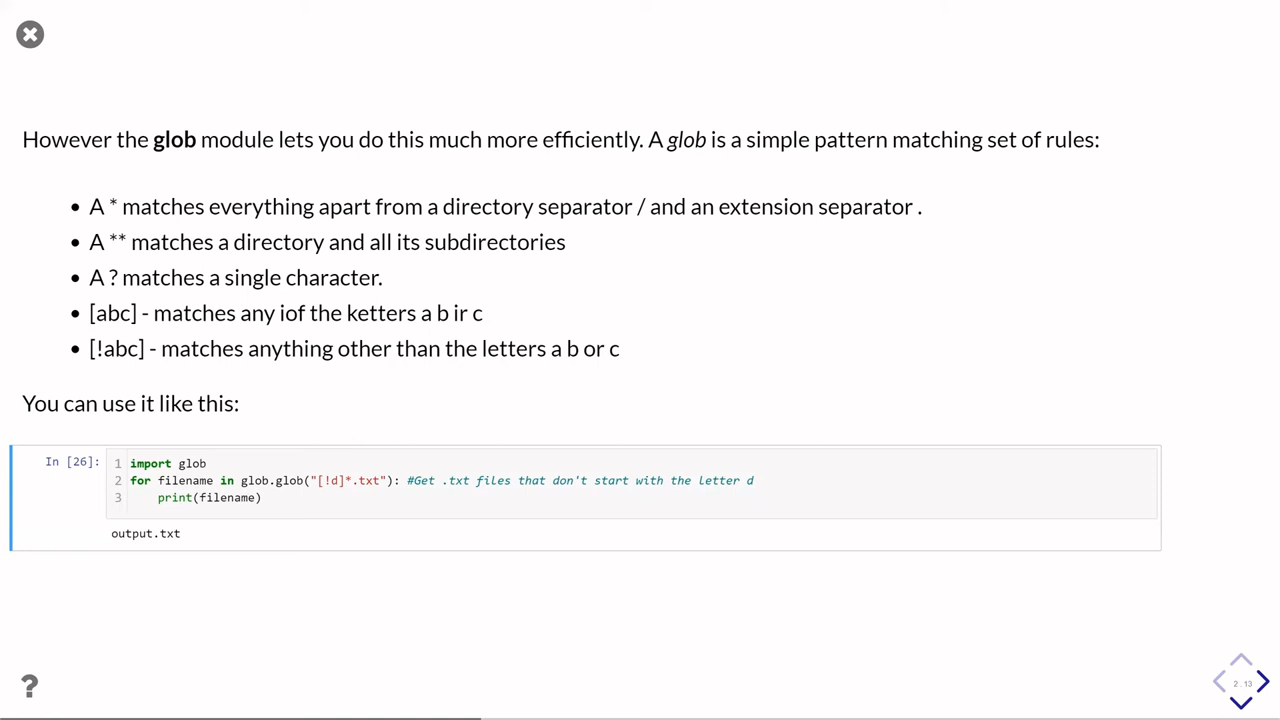 However the glob module lets you do this much more efficiently. A glob is a simple pattern matching set of rules:
• A * matches everything apart from a directory separator / and an extension separator .
• A ** matches a directory and all its subdirectories
• A ? matches a single character.
• [abc] - matches any iof the ketters a b ir c
• [!abc] - matches anything other than the letters a b or c
You can use it like this:
In [26]:
1 import glob
2 for filename in glob.glob("[!d]*.txt"): #Get .txt files that don't start with the letter d
3     print(filename)
output.txt
?
2.13